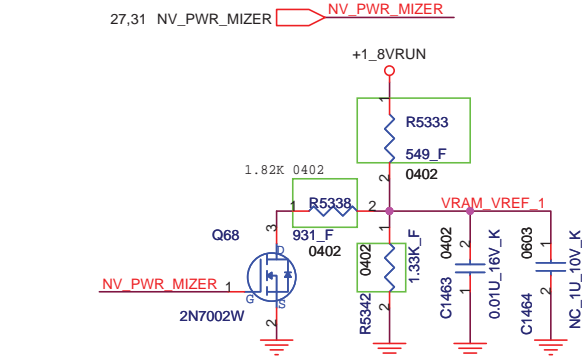 27,31 NV_PWR_MIZER NV_PWR_MIZER
+1_8VRUN
1
R5333
549_F
0402
2
1.82K 0402
1 R5338 2
931_F
0402
VRAM_VREF_1
Q68
3
D
NV_PWR_MIZER 1
G
S
2N7002W
2
1
0402
1.33K_F
R5342
2
0402
2
C1463
1
0.01U_16V_K
0603
1
C1464
2
NC_1U_10V_K